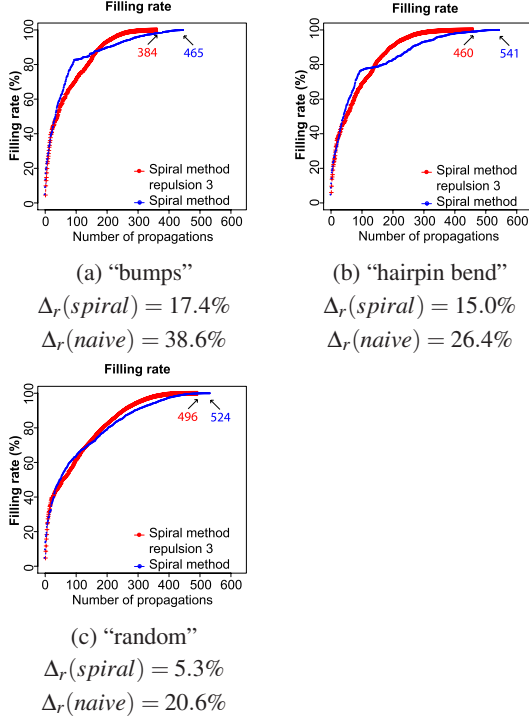 Filling rate
Filling rate (%)
0 20 40 60 80 100
384 465
Spiral method
repulsion 3
Spiral method
0 100 200 300 400 500 600
Number of propagations
(a) “bumps”
Δr(spiral) = 17.4%
Δr(naive) = 38.6%
Filling rate
Filling rate (%)
0 20 40 60 80 100
460 541
Spiral method
repulsion 3
Spiral method
0 100 200 300 400 500 600
Number of propagations
(b) “hairpin bend”
Δr(spiral) = 15.0%
Δr(naive) = 26.4%
Filling rate
Filling rate (%)
0 20 40 60 80 100
496 524
Spiral method
repulsion 3
Spiral method
0 100 200 300 400 500 600
Number of propagations
(c) “random”
Δr(spiral) = 5.3%
Δr(naive) = 20.6%